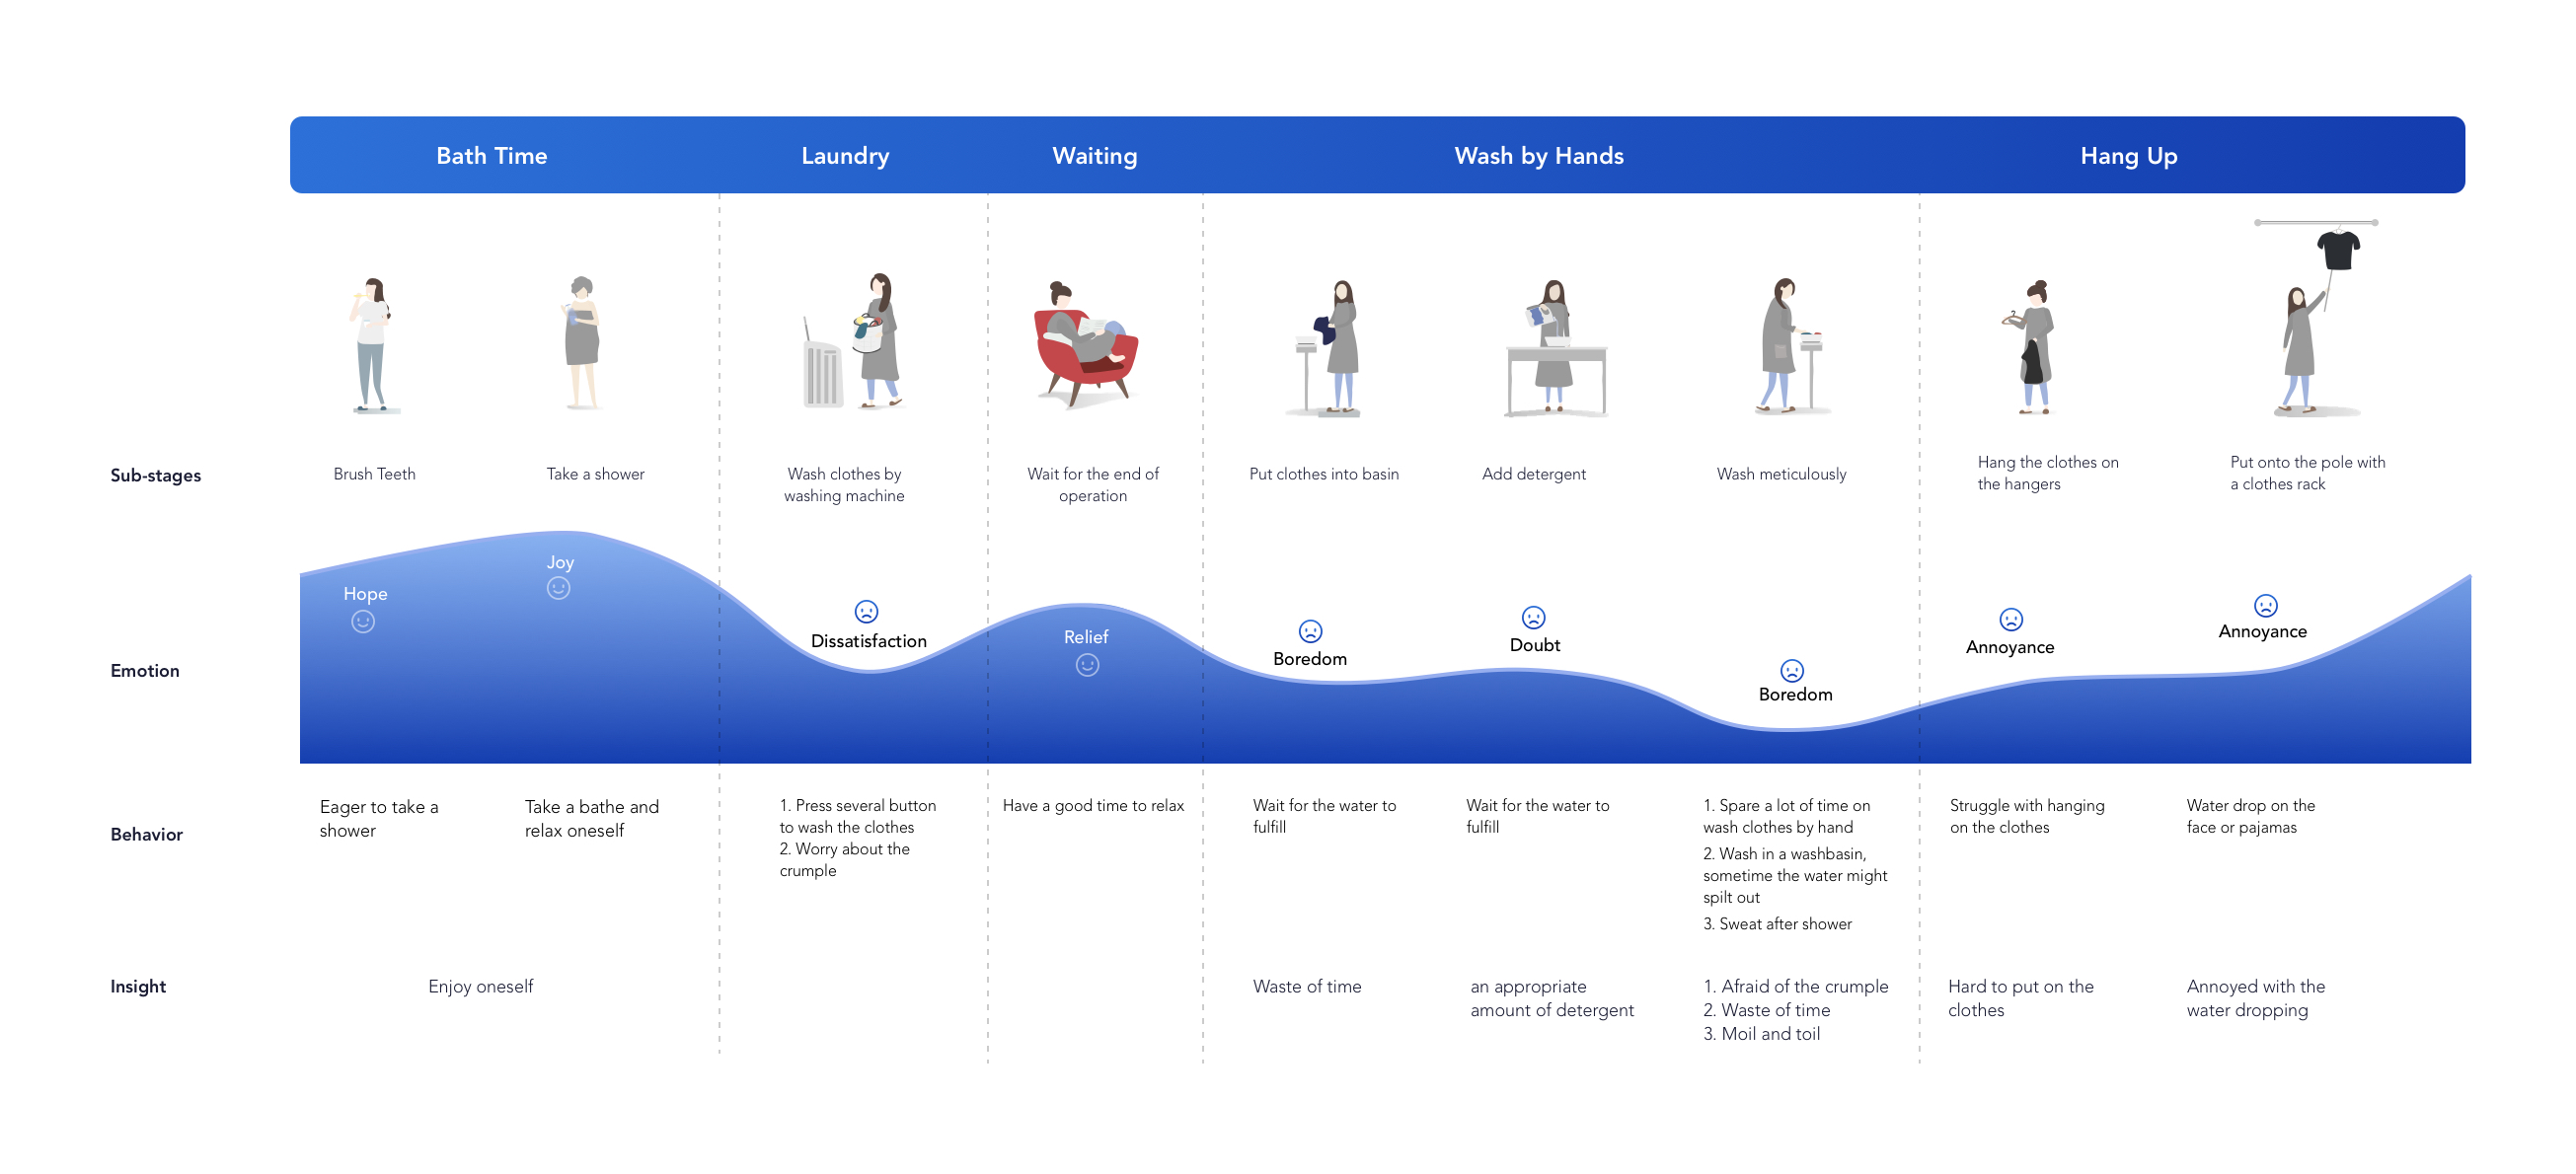 Bath Time
Laundry
Waiting
Wash by Hands
Hang Up
Sub-stages
Brush Teeth
Take a shower
Wash clothes by
washing machine
Wait for the end of
operation
Put clothes into basin
Add detergent
Wash meticulously
Hang the clothes on
the hangers
Put onto the pole with
a clothes rack
Emotion
Hope
Joy
Dissatisfaction
Relief
Boredom
Doubt
Boredom
Annoyance
Annoyance
Behavior
Eager to take a
shower
Take a bathe and
relax oneself
1. Press several button
to wash the clothes
2. Worry about the
crumple
Have a good time to relax
Wait for the water to
fulfill
Wait for the water to
fulfill
1. Spare a lot of time on
wash clothes by hand
2. Wash in a washbasin,
sometime the water might
spilt out
3. Sweat after shower
Struggle with hanging
on the clothes
Water drop on the
face or pajamas
Insight
Enjoy oneself
Waste of time
an appropriate
amount of detergent
1. Afraid of the crumple
2. Waste of time
3. Moil and toil
Hard to put on the
clothes
Annoyed with the
water dropping